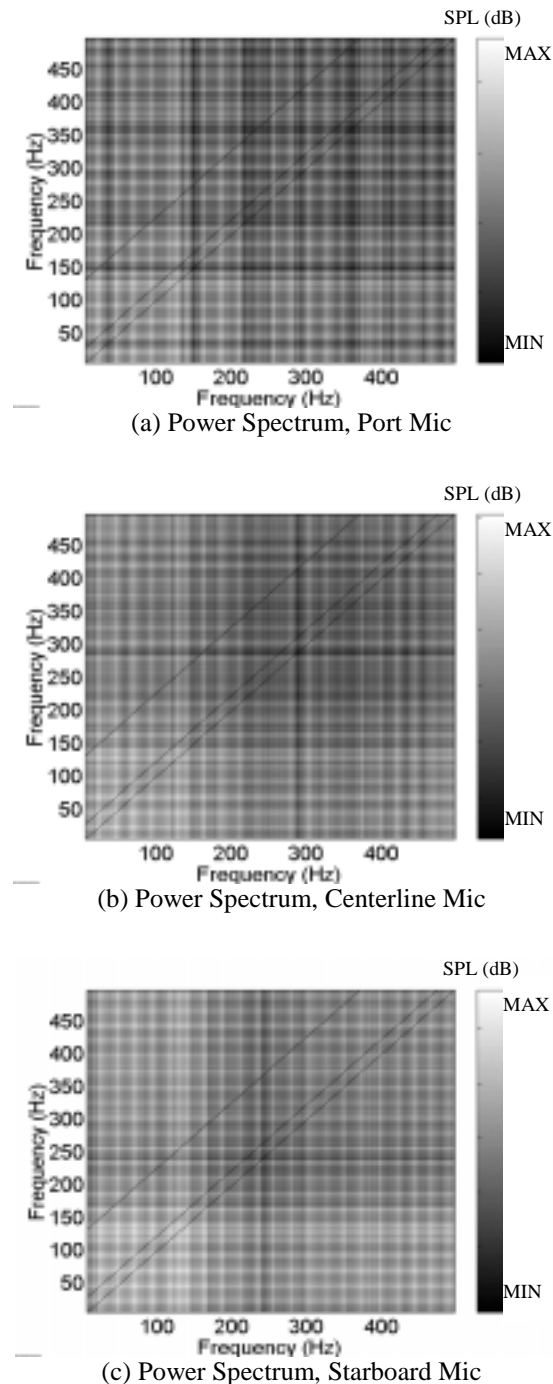 SPL (dB)
MAX
450
400
350
300
250
200
150
100
50
Frequency (Hz)
MIN
100 200 300 400
Frequency (Hz)
(a) Power Spectrum, Port Mic
SPL (dB)
MAX
450
400
350
300
250
200
150
100
50
Frequency (Hz)
MIN
100 200 300 400
Frequency (Hz)
(b) Power Spectrum, Centerline Mic
SPL (dB)
MAX
450
400
350
300
250
200
150
100
50
Frequency (Hz)
MIN
100 200 300 400
Frequency (Hz)
(c) Power Spectrum, Starboard Mic